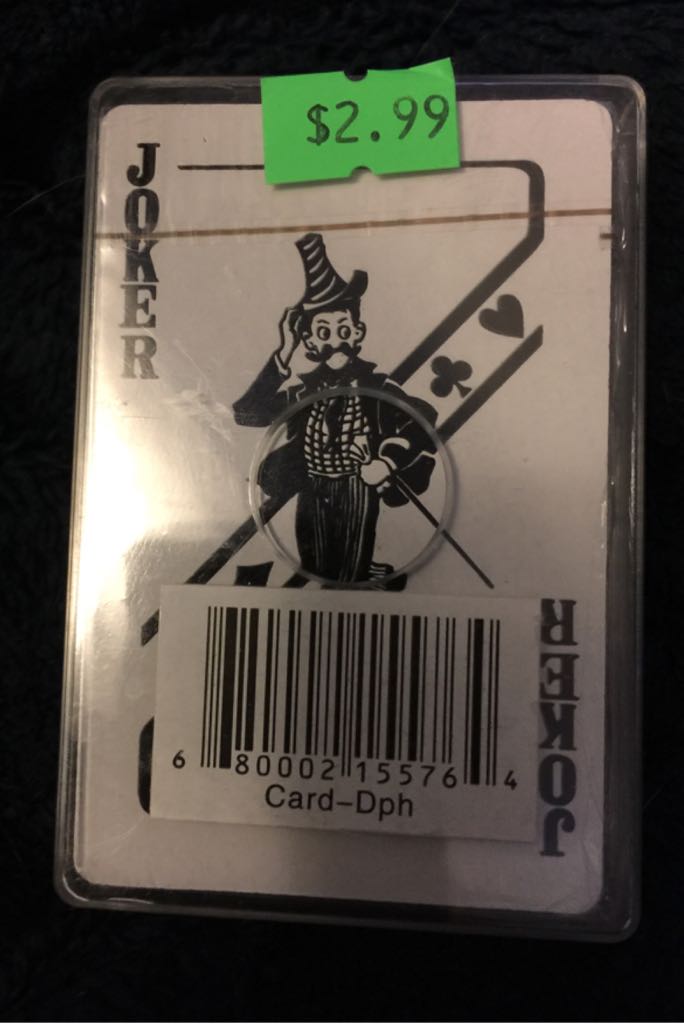 $2.99
JOKER
JOKER
6 80002 15576 4
Card-Dph